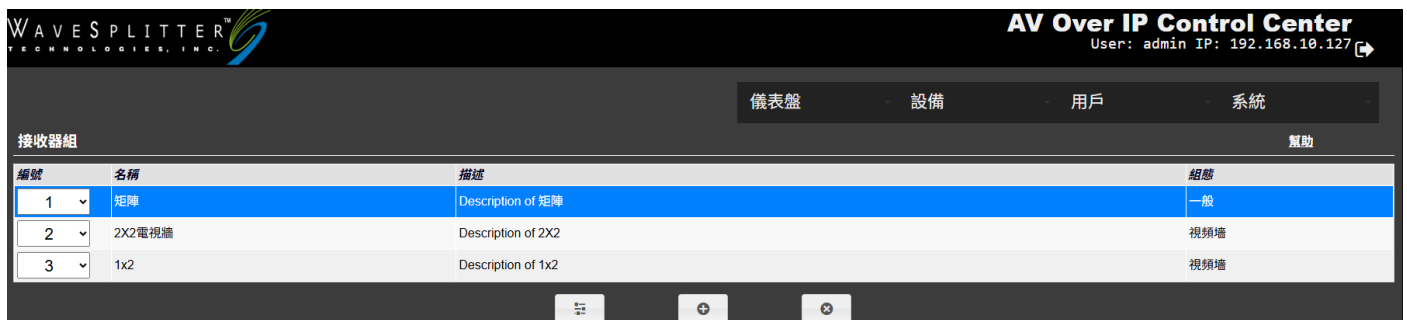 WAVESPLITTER™
TECHNOLOGIES, INC.
AV Over IP Control Center
User: admin IP: 192.168.10.127
儀表盤 設備 用戶 系統
接收器組 幫助
編號 名稱 描述 組態
1 矩陣 Description of 矩陣 一般
2 2X2電視牆 Description of 2X2 視頻墻
3 1x2 Description of 1x2 視頻墻